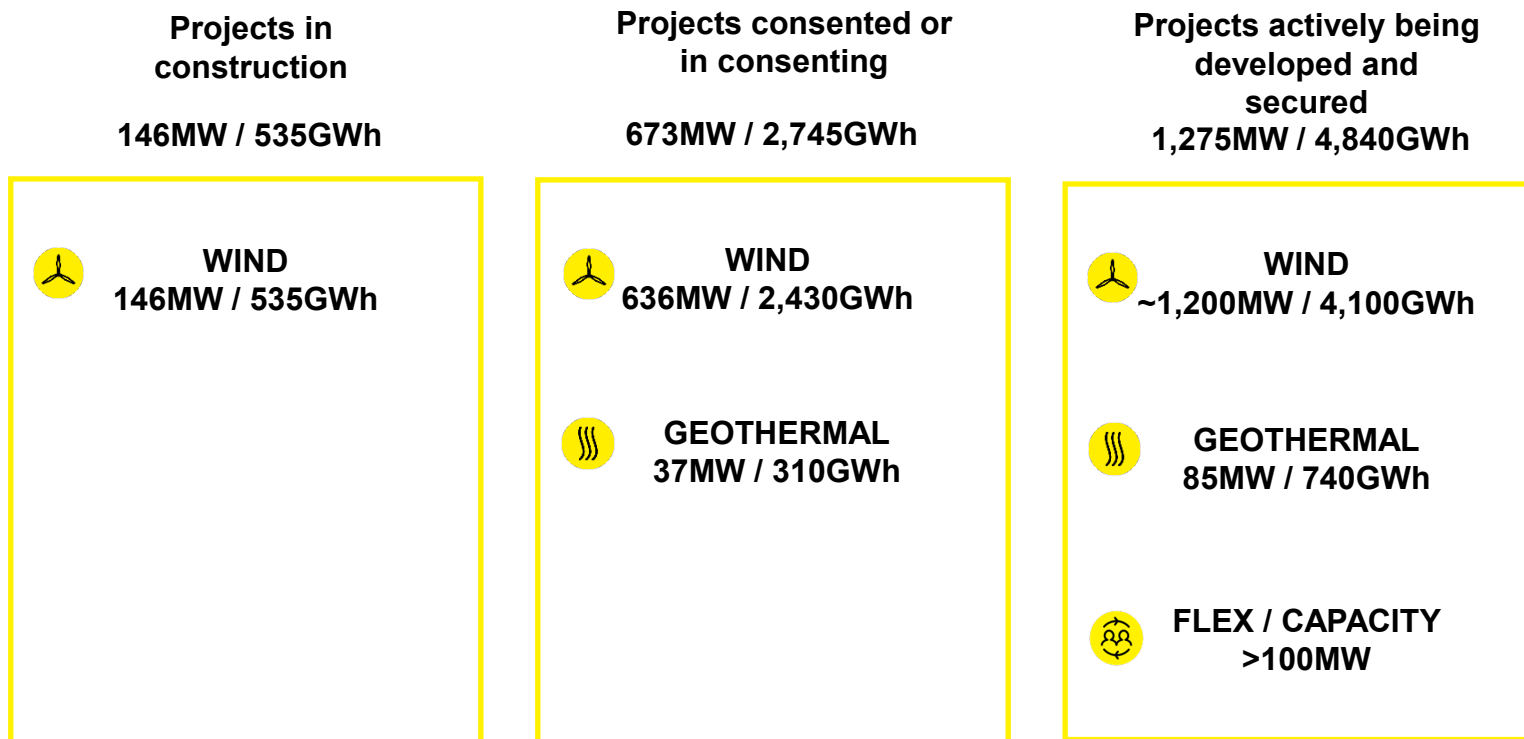 Projects in
construction
146MW / 535GWh
WIND
146MW / 535GWh
Projects consented or
in consenting
673MW / 2,745GWh
WIND
636MW / 2,430GWh
GEOTHERMAL
37MW / 310GWh
Projects actively being
developed and
secured
1,275MW / 4,840GWh
WIND
~1,200MW / 4,100GWh
GEOTHERMAL
85MW / 740GWh
FLEX / CAPACITY
>100MW